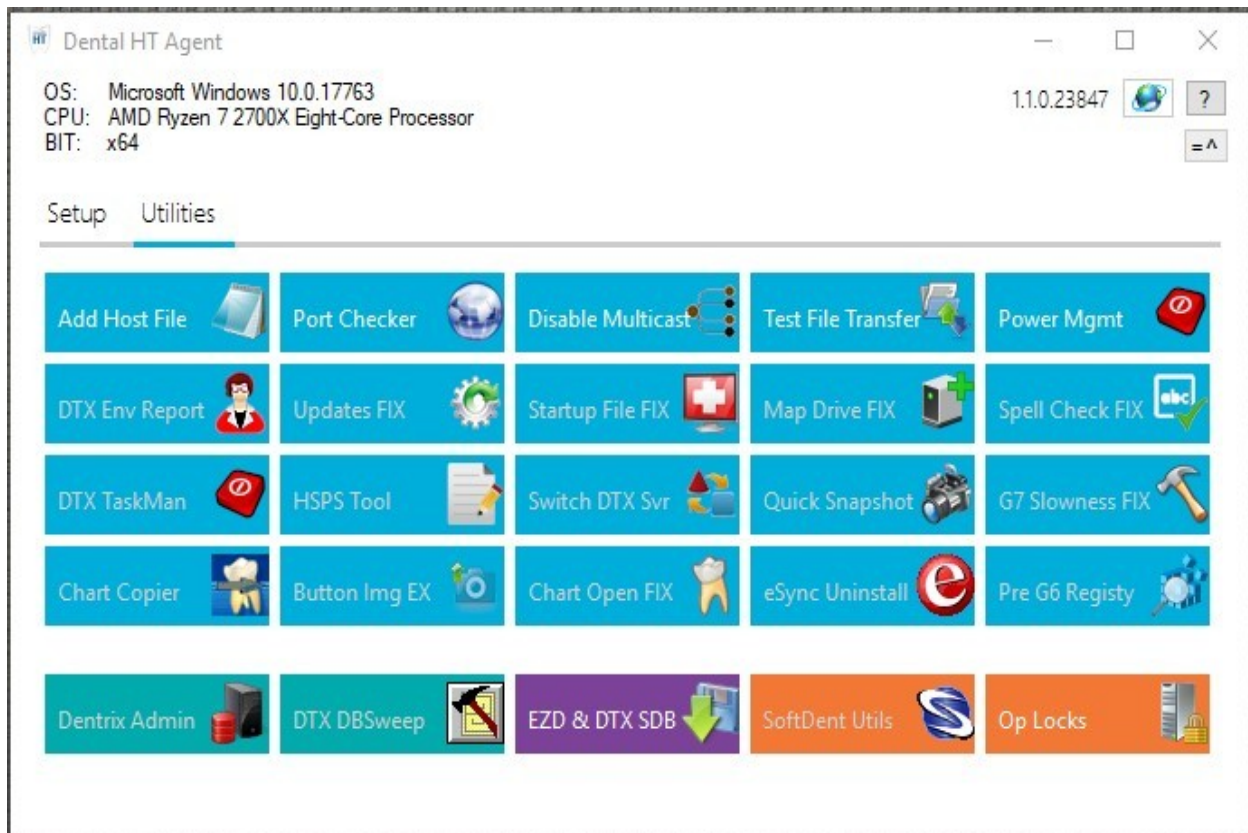 HT Dental HT Agent
OS: Microsoft Windows 10.0.17763
CPU: AMD Ryzen 7 2700X Eight-Core Processor
BIT: x64
1.1.0.23847 ?
= ^
Setup Utilities
Add Host File Port Checker Disable Multicast Test File Transfer Power Mgmt
DTX Env Report Updates FIX Startup File FIX Map Drive FIX Spell Check FIX abc
DTX TaskMan HSPS Tool Switch DTX Svr Quick Snapshot G7 Slowness FIX
Chart Copier Button Img EX Chart Open FIX eSync Uninstall e Pre G6 Registy
Dentrix Admin DTX DBSweep EZD & DTX SDB SoftDent Utils S Op Locks